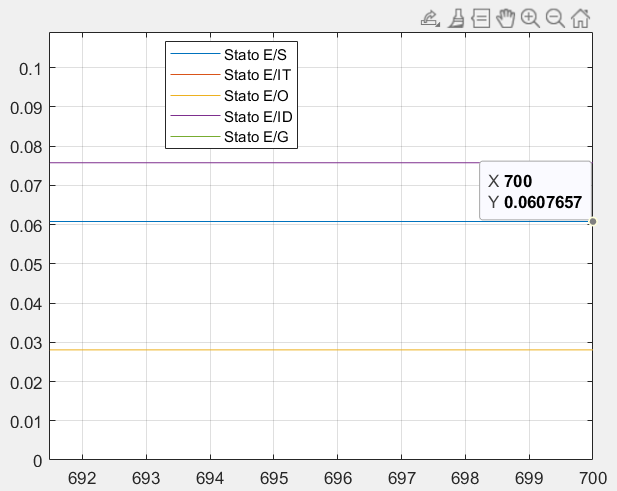 Stato E/S
Stato E/IT
Stato E/O
Stato E/ID
Stato E/G
X 700
Y 0.0607657
0.1
0.09
0.08
0.07
0.06
0.05
0.04
0.03
0.02
0.01
0
692 693 694 695 696 697 698 699 700